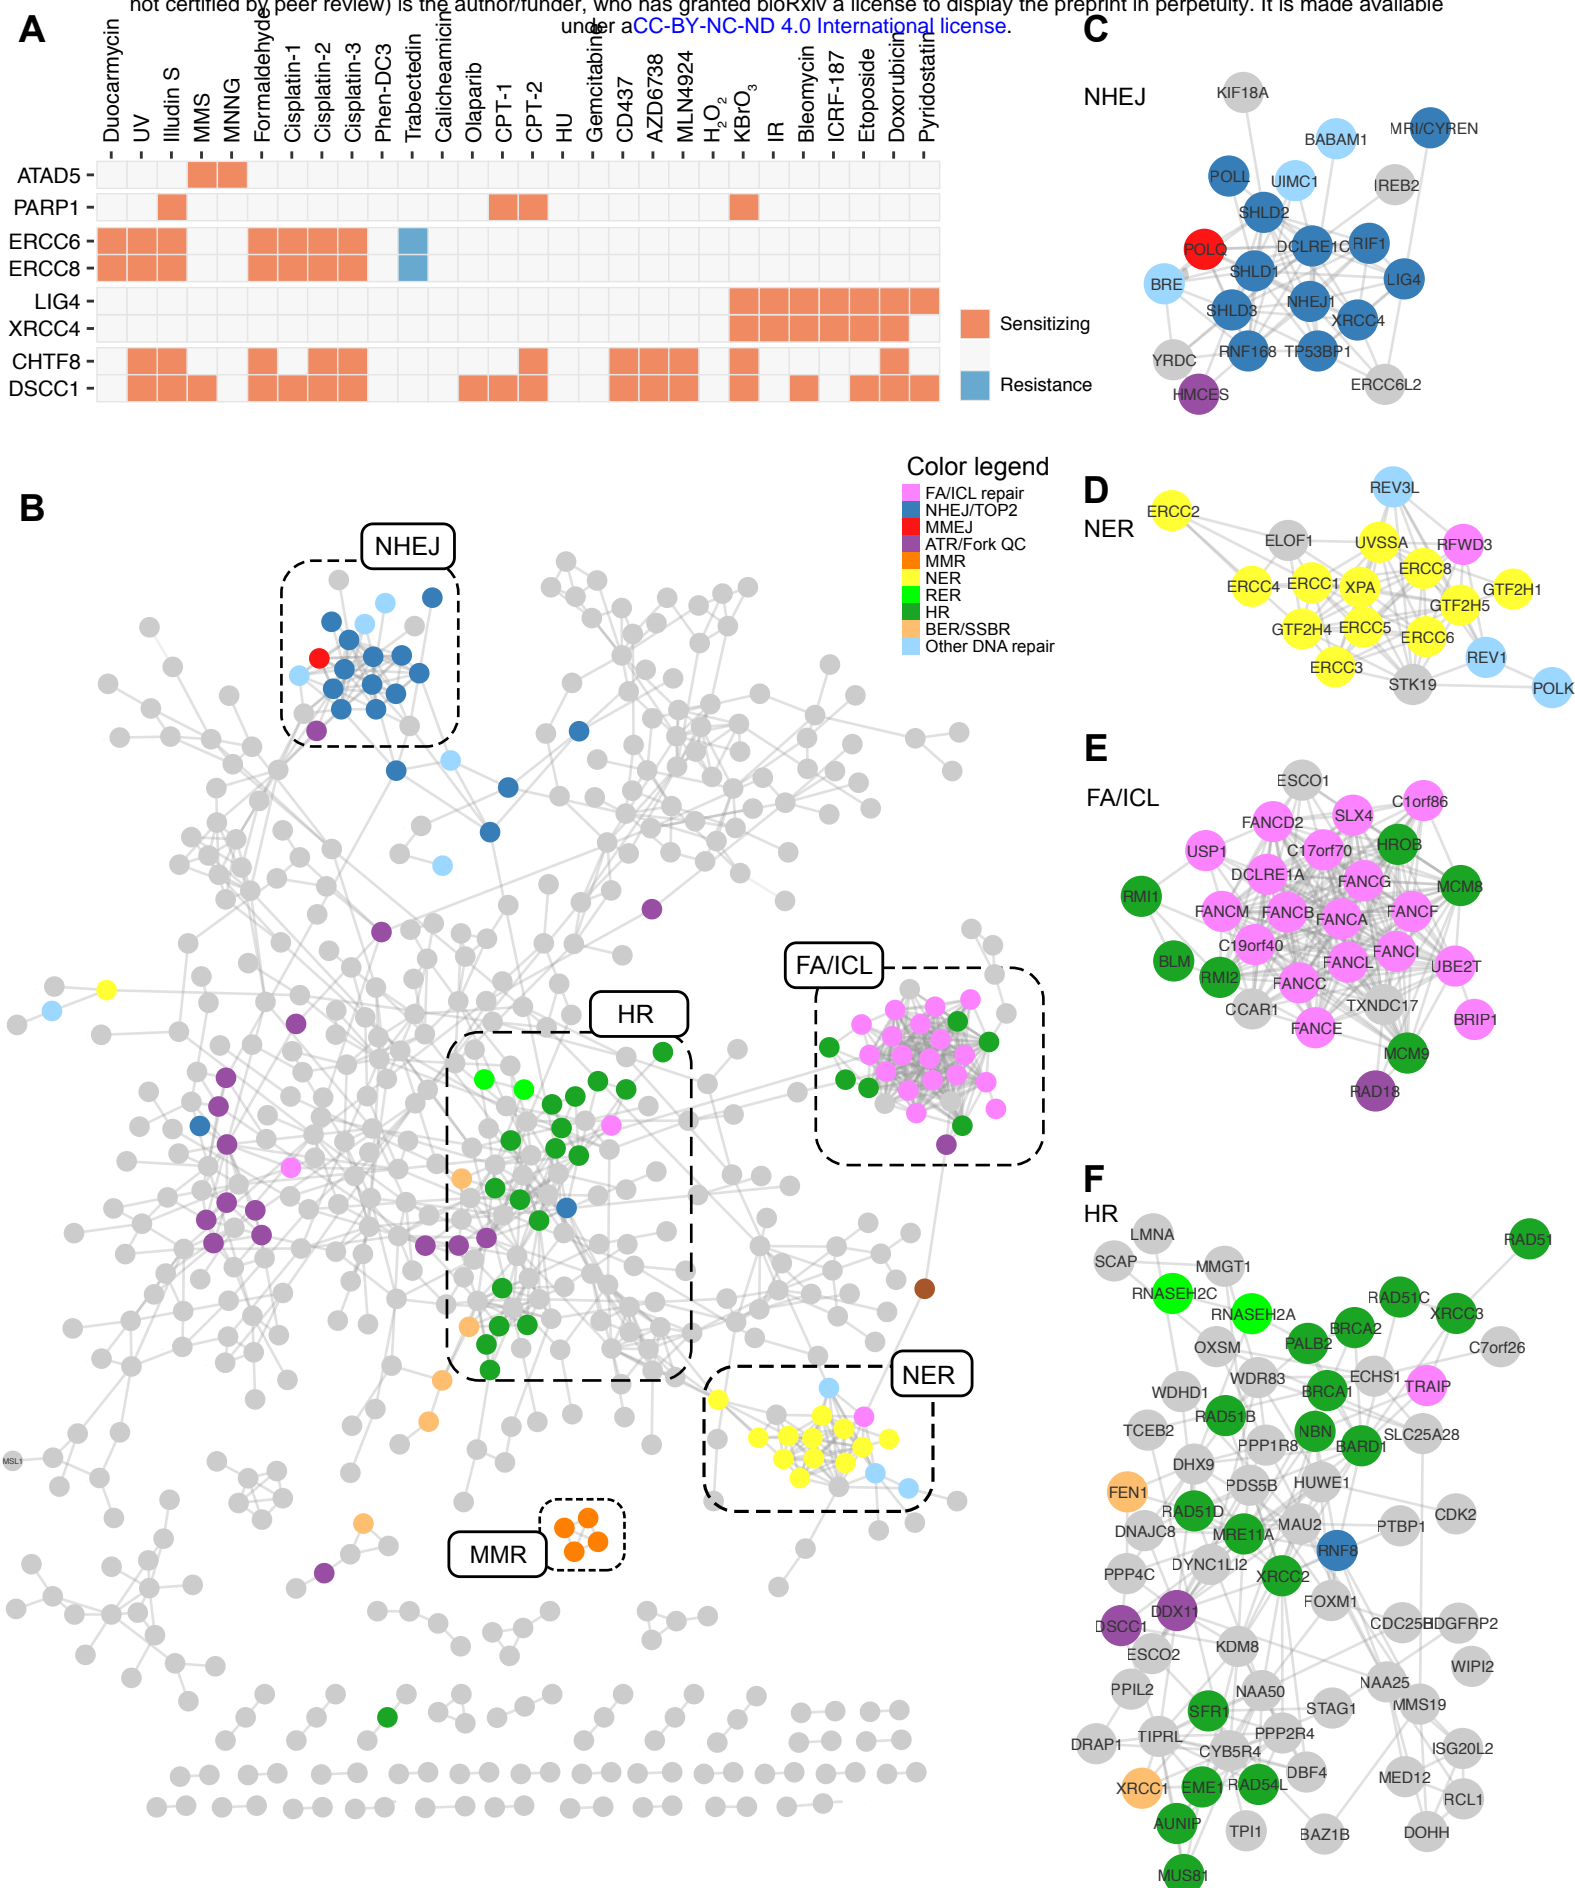 not certified by peer review) is the author/funder, who has granted bioRxiv a license to display the preprint in perpetuity. It is made available
under aCC-BY-NC-ND 4.0 International license.
A
Duocarmycin
UV
Illudin S
MMS
MNNG
Formaldehyde
Cisplatin-1
Cisplatin-2
Cisplatin-3
Phen-DC3
Trabectedin
Calicheamicin
Olaparib
CPT-1
CPT-2
HU
Gemcitabine
CD437
AZD6738
MLN4924
H2O2
KBrO3
IR
Bleomycin
ICRF-187
Etoposide
Doxorubicin
Pyridostatin
ATAD5
PARP1
ERCC6
ERCC8
LIG4
XRCC4
CHTF8
DSCC1
Sensitizing
Resistance
B
Color legend
FA/ICL repair
NHEJ/TOP2
MMEJ
ATR/Fork QC
MMR
NER
RER
HR
BER/SSBR
Other DNA repair
NHEJ
FA/ICL
HR
NER
MMR
MSL1
C
NHEJ
KIF18A
MRI/CYREN
BABAM1
POLL
UIMC1
IREB2
SHLD2
POLQ
DCLRE1C
RIF1
SHLD1
BRE
LIG4
NHEJ1
SHLD3
XRCC4
RNF168
TP53BP1
YRDC
ERCC6L2
HMCES
D
NER
REV3L
ERCC2
ELOF1
UVSSA
RFWD3
ERCC8
ERCC4
ERCC1
XPA
GTF2H1
GTF2H5
GTF2H4
ERCC5
ERCC6
REV1
ERCC3
STK19
POLK
E
FA/ICL
ESCO1
C1orf86
SLX4
FANCD2
HROB
USP1
C17orf70
DCLRE1A
FANCG
MCM8
RMI1
FANCM
FANCB
FANCA
FANCF
C19orf40
FANCI
BLM
FANCL
UBE2T
RMI2
FANCC
CCAR1
TXNDC17
BRIP1
FANCE
MCM9
RAD18
F
HR
LMNA
RAD51
SCAP
MMGT1
RNASEH2C
RAD51C
RNASEH2A
XRCC3
BRCA2
PALB2
OXSM
C7orf26
WDR83
ECHS1
TRAIP
WDHD1
BRCA1
RAD51B
TCEB2
NBN
SLC25A28
PPP1R8
BARD1
DHX9
PDS5B
HUWE1
FEN1
RAD51D
CDK2
DNAJC8
MRE11A
MAU2
PTBP1
RNF8
DYNC1LI2
PPP4C
XRCC2
FOXM1
DDX11
DSCC1
CDC25B
HDGFRP2
KDM8
ESCO2
WIPI2
PPIL2
NAA50
NAA25
SFR1
STAG1
MMS19
TIPRL
PPP2R4
DRAP1
CYB5R4
ISG20L2
DBF4
MED12
XRCC1
EME1
RAD54L
RCL1
AUNIP
TPI1
BAZ1B
DOHH
MUS81